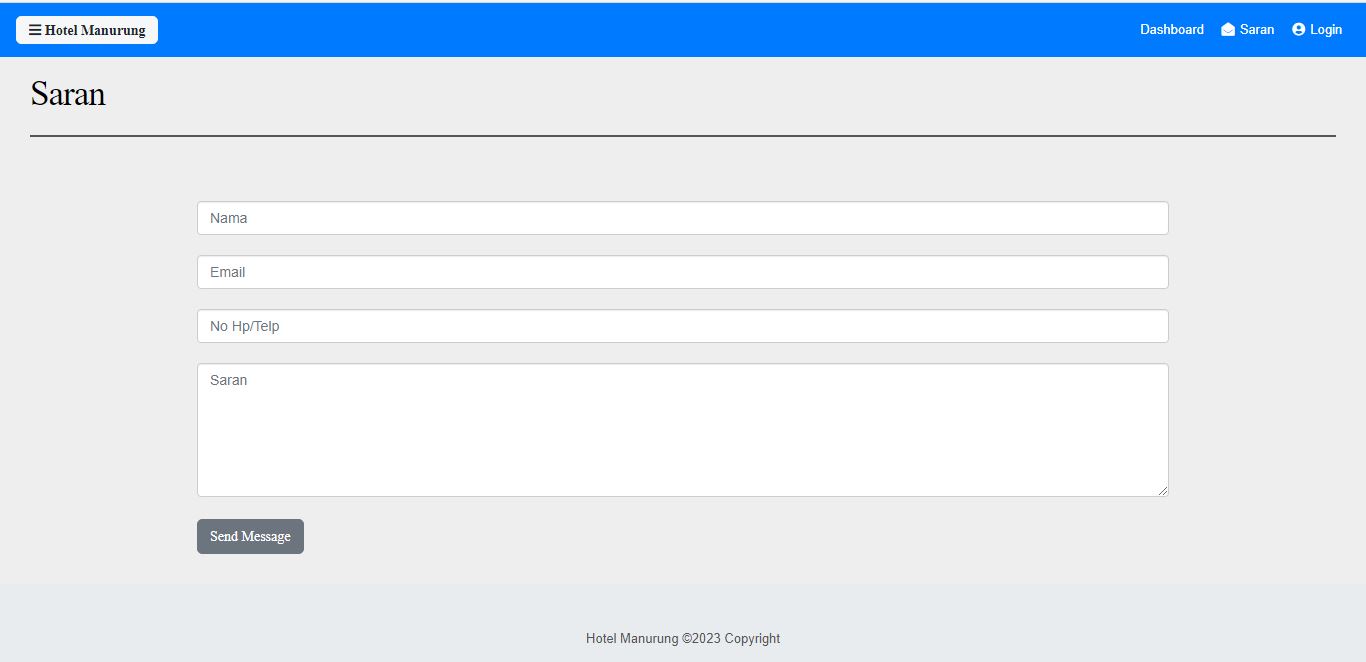 Hotel Manurung
Dashboard Saran Login
Saran
Nama
Email
No Hp/Telp
Saran
Send Message
Hotel Manurung ©2023 Copyright